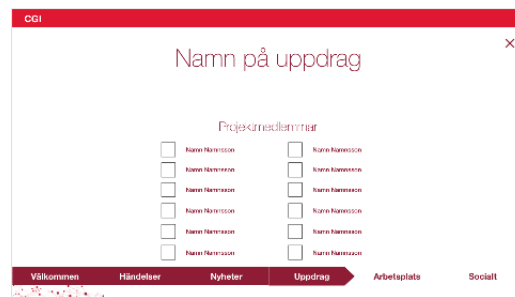 CGI
Namn på uppdrag
Projektmedlemmar
Namn Namnsson Namn Namnsson
Namn Namnsson Namn Namnsson
Namn Namnsson Namn Namnsson
Namn Namnsson Namn Namnsson
Namn Namnsson Namn Namnsson
Namn Namnsson Namn Namnsson
Välkommen Händelser Nyheter Uppdrag Arbetsplats Socialt